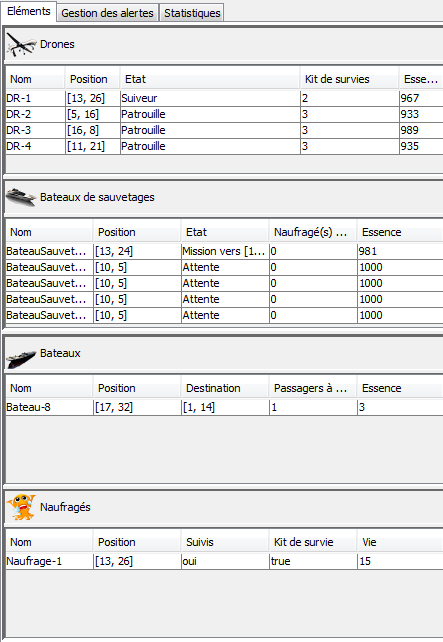 Eléments Gestion des alertes Statistiques
Drones
Nom Position Etat Kit de survies Esse...
DR-1 [13, 26] Suiveur 2 967
DR-2 [5, 16] Patrouille 3 933
DR-3 [16, 8] Patrouille 3 989
DR-4 [11, 21] Patrouille 3 935
Bateaux de sauvetages
Nom Position Etat Naufragé(s) ... Essence
BateauSauvet... [13, 24] Mission vers [1... 0 981
BateauSauvet... [10, 5] Attente 0 1000
BateauSauvet... [10, 5] Attente 0 1000
BateauSauvet... [10, 5] Attente 0 1000
BateauSauvet... [10, 5] Attente 0 1000
Bateaux
Nom Position Destination Passagers à ... Essence
Bateau-8 [17, 32] [1, 14] 1 3
Naufragés
Nom Position Suivis Kit de survie Vie
Naufrage-1 [13, 26] oui true 15